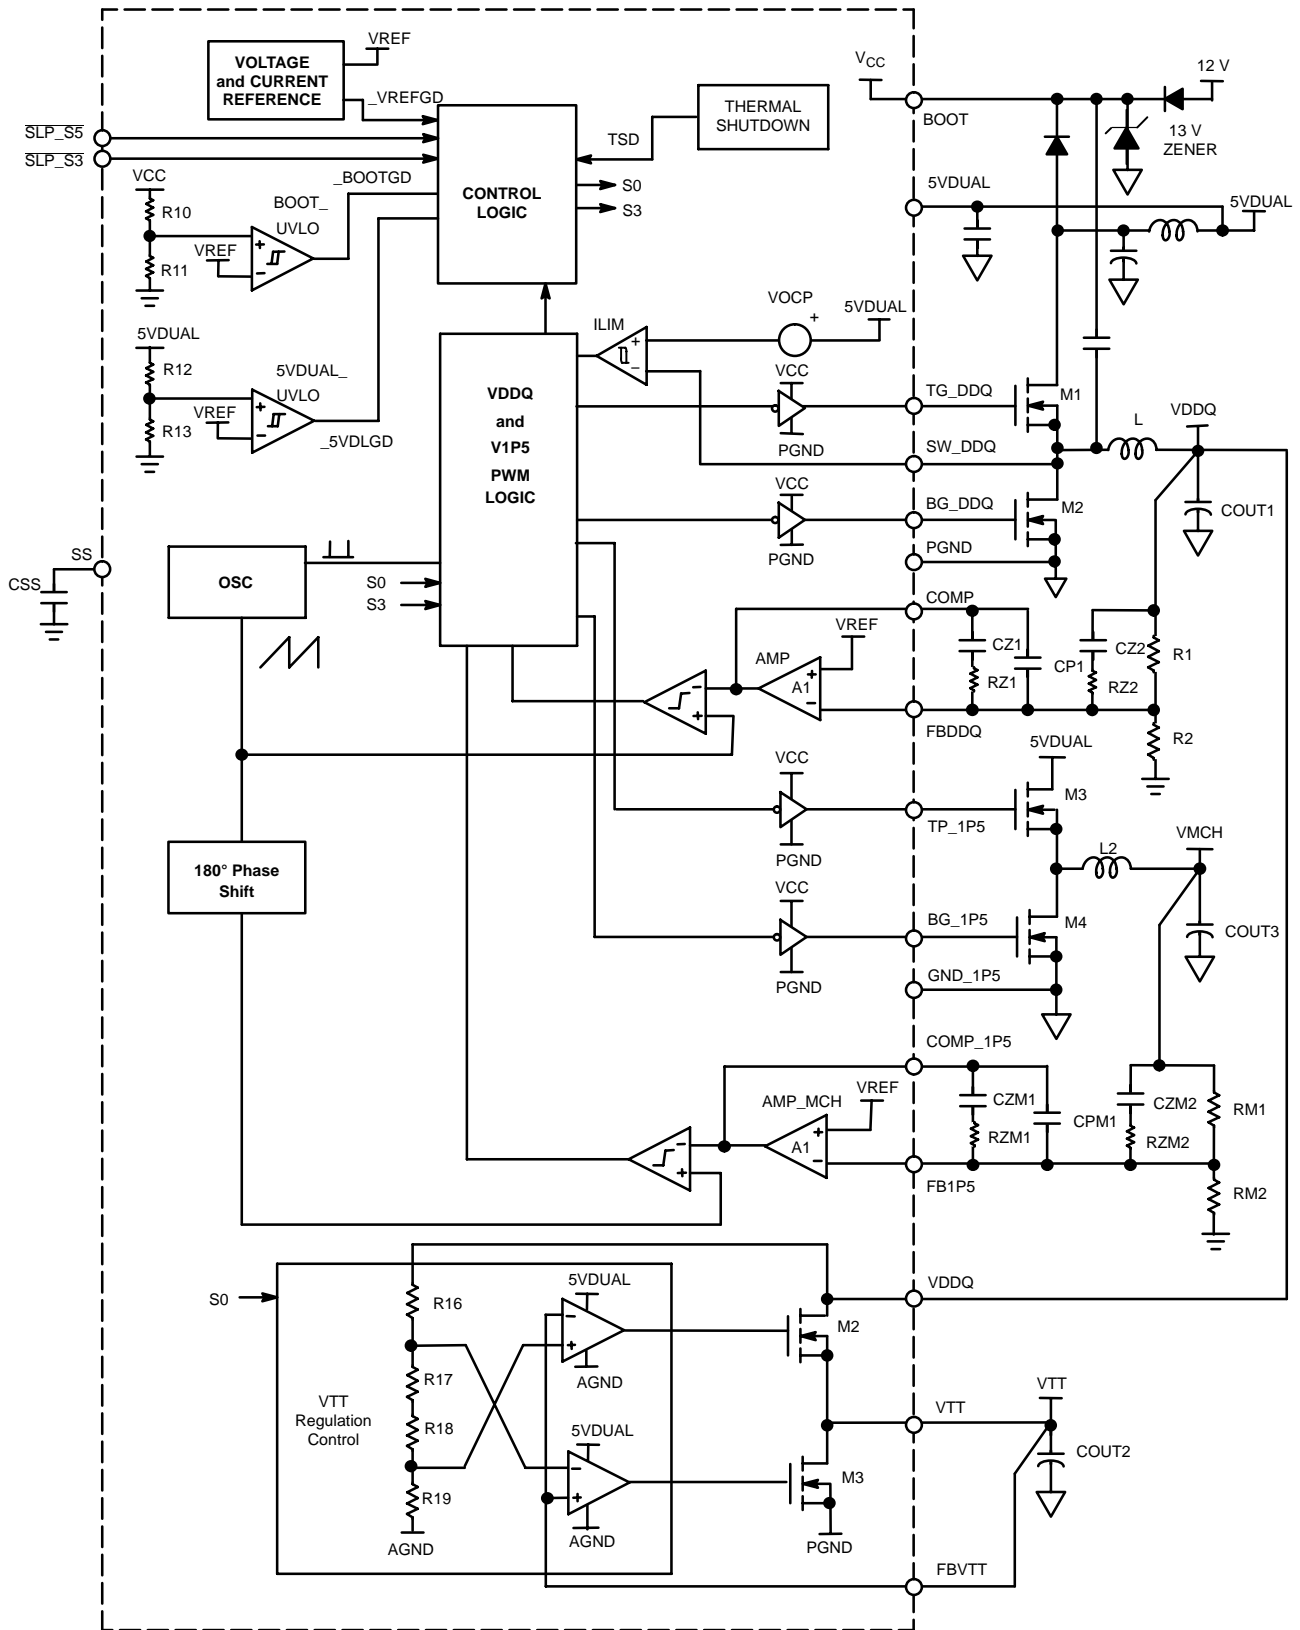 VREF
VOLTAGE
and CURRENT
REFERENCE
_VREFGD
SLP_S5
SLP_S3
CONTROL
LOGIC
THERMAL
SHUTDOWN
TSD
S0
S3
VCC
BOOT
12 V
13 V
ZENER
VCC
R10
R11
VREF
BOOT_
UVLO
_BOOTGD
5VDUAL
R12
R13
VREF
5VDUAL_
UVLO
_5VDLGD
5VDUAL
5VDUAL
VDDQ
and
V1P5
PWM
LOGIC
ILIM
VOCP
+
5VDUAL
VCC
PGND
TG_DDQ
M1
SW_DDQ
L
VDDQ
COUT1
VCC
PGND
BG_DDQ
M2
PGND
SS
CSS
OSC
S0
S3
COMP
VREF
AMP
A1
CZ1
RZ1
CP1
CZ2
RZ2
R1
R2
FBDDQ
5VDUAL
VCC
PGND
TP_1P5
M3
180° Phase
Shift
L2
VMCH
COUT3
VCC
PGND
BG_1P5
M4
GND_1P5
COMP_1P5
VREF
AMP_MCH
A1
CZM1
RZM1
CPM1
CZM2
RZM2
RM1
RM2
FB1P5
S0
VTT
Regulation
Control
R16
R17
R18
R19
AGND
5VDUAL
AGND
5VDUAL
AGND
VDDQ
M2
VTT
M3
PGND
VTT
COUT2
FBVTT